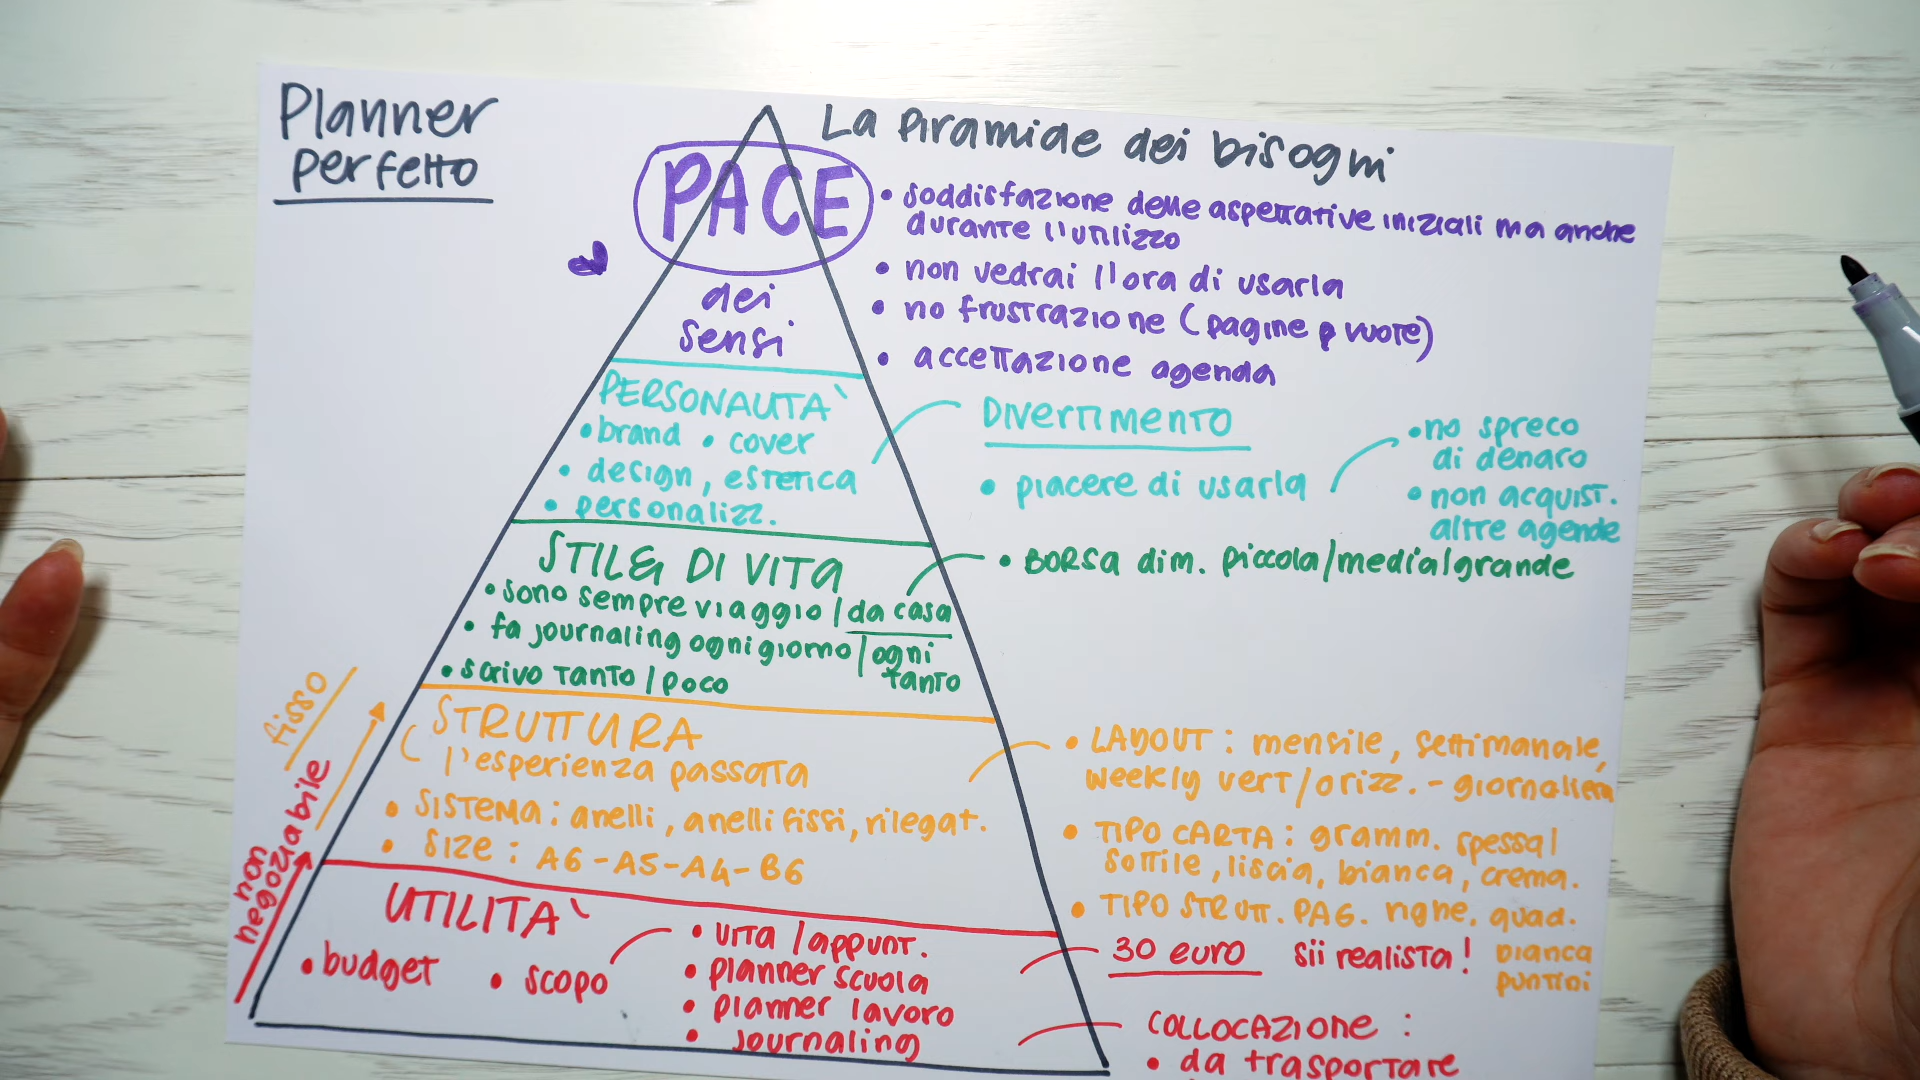 Planner
perfetto
La piramide dei bisogni
PACE
dei
sensi
• soddisfazione delle aspettative iniziali ma anche
durante l'utilizzo
• non vedrai l'ora di usarla
• no frustrazione (pagine p vuote)
• accettazione agenda
PERSONALITÀ
• brand • cover
• design, estetica
• personalizz.
DIVERTIMENTO
• piacere di usarla
• no spreco
di denaro
• non acquist.
altre agende
STILE DI VITA
• sono sempre viaggio / da casa
• fa journaling ogni giorno / ogni
tanto
• scrivo tanto / poco
• BORSA dim. piccola/media/grande
fisso
STRUTTURA
l'esperienza passata
• SISTEMA: anelli, anelli fissi, rilegat.
• SIZE: A6-A5-A4-B6
• LAYOUT: mensile, settimanale,
weekly vert/orizz. - giornaliera
• TIPO CARTA: gramm. spessa/
sottile, liscia, bianca, crema.
• TIPO STRUTT. PAG. righe, quad.
bianca
puntini
non
negoziabile
UTILITÀ
• budget • scopo
• vita / appunt.
• planner scuola
• planner lavoro
• journaling
30 euro sii realista!
COLLOCAZIONE:
• da trasportare